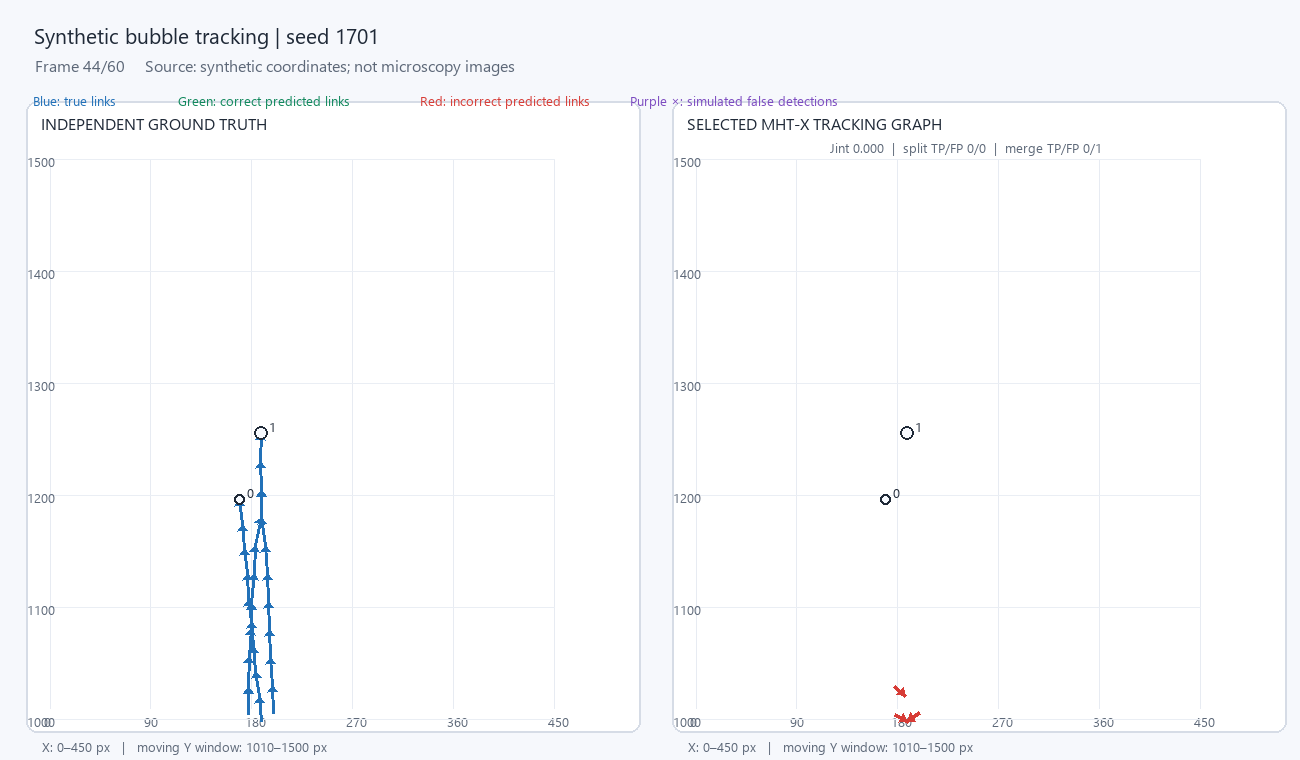 Synthetic bubble tracking | seed 1701
Frame 44/60 Source: synthetic coordinates; not microscopy images
Blue: true links Green: correct predicted links Red: incorrect predicted links Purple ×: simulated false detections
INDEPENDENT GROUND TRUTH
1500
1400
1300
1200
1100
1000
0 90 180 270 360 450
1
0
X: 0–450 px | moving Y window: 1010–1500 px
SELECTED MHT-X TRACKING GRAPH
Jint 0.000 | split TP/FP 0/0 | merge TP/FP 0/1
1500
1400
1300
1200
1100
1000
0 90 180 270 360 450
1
0
X: 0–450 px | moving Y window: 1010–1500 px